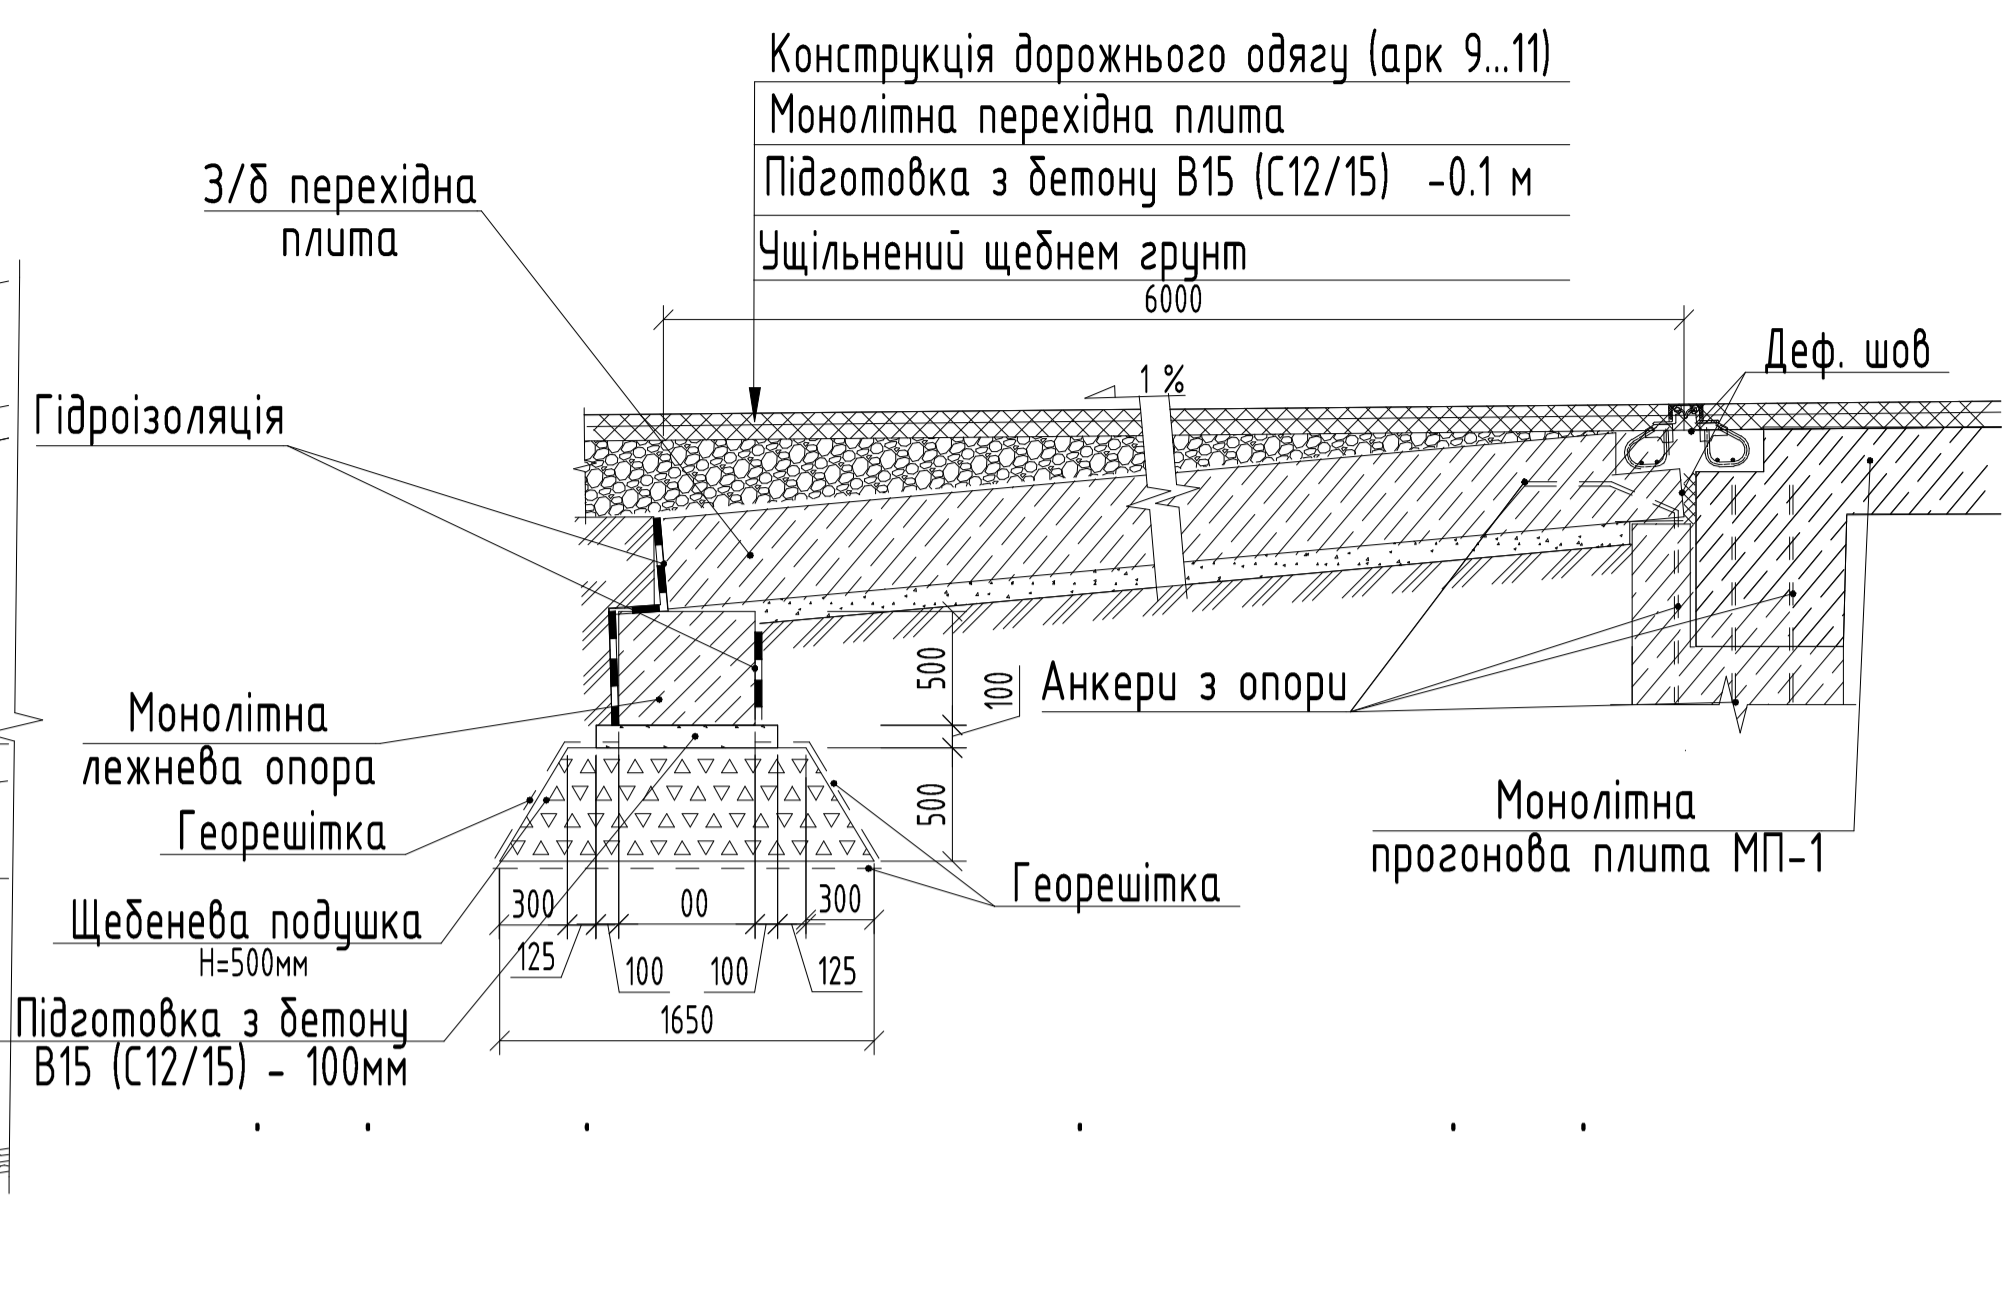 Конструкція дорожнього одягу (арк 9...11)
Монолітна перехідна плита
Підготовка з бетону В15 (С12/15) -0.1 м
Ущільнений щебнем грунт
З/б перехідна
плита
6000
Деф. шов
1 %
Гідроізоляція
500
100
Анкери з опори
Монолітна
лежнева опора
Георешітка
500
Монолітна
прогонова плита МП-1
Георешітка
300
00
300
Щебенева подушка
Н=500мм
125
100
100
125
Підготовка з бетону
В15 (С12/15) - 100мм
1650